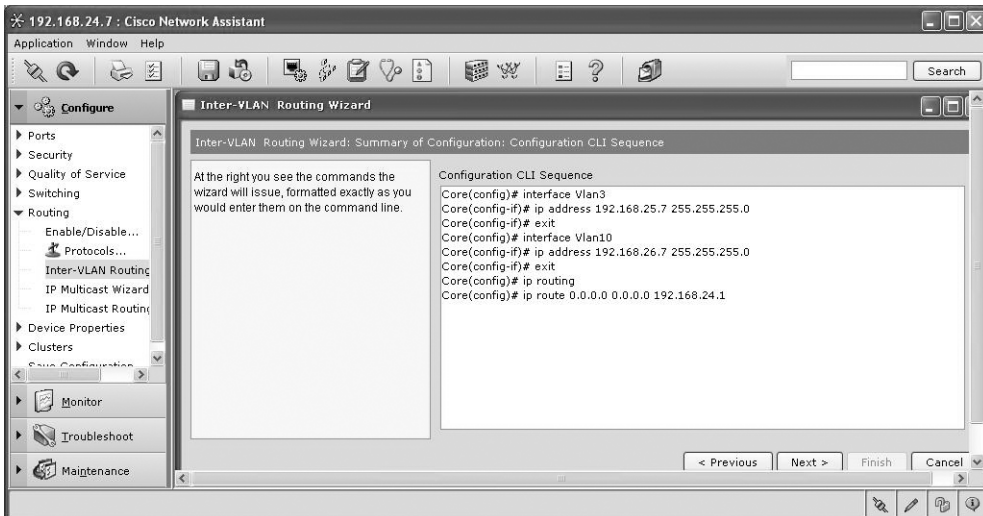 192.168.24.7 : Cisco Network Assistant
Application Window Help
Search
Configure
Ports
Security
Quality of Service
Switching
Routing
Enable/Disable...
Protocols...
Inter-VLAN Routing
IP Multicast Wizard
IP Multicast Routing
Device Properties
Clusters
Save Configuration
Monitor
Troubleshoot
Maintenance
Inter-VLAN Routing Wizard
Inter-VLAN Routing Wizard: Summary of Configuration: Configuration CLI Sequence
At the right you see the commands the
wizard will issue, formatted exactly as you
would enter them on the command line.
Configuration CLI Sequence
Core(config)# interface Vlan3
Core(config-if)# ip address 192.168.25.7 255.255.255.0
Core(config-if)# exit
Core(config)# interface Vlan10
Core(config-if)# ip address 192.168.26.7 255.255.255.0
Core(config-if)# exit
Core(config)# ip routing
Core(config)# ip route 0.0.0.0 0.0.0.0 192.168.24.1
< Previous Next > Finish Cancel